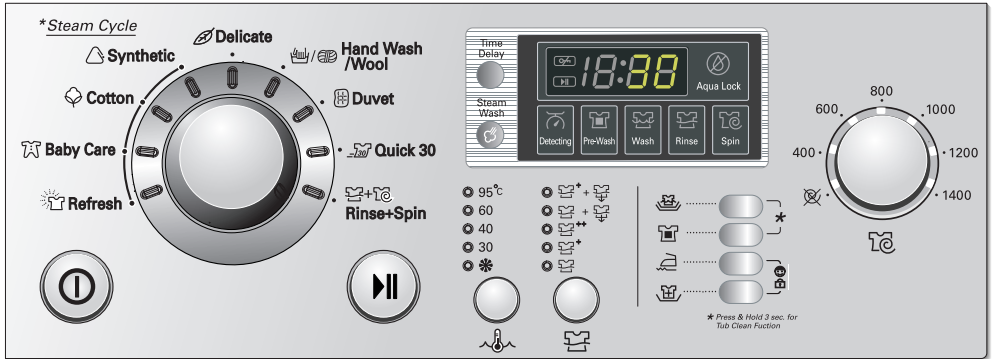 *Steam Cycle
Delicate
Synthetic
Hand Wash
/Wool
Cotton
Duvet
Baby Care
Quick 30
30
Refresh
Rinse+Spin
Time
Delay
Steam
Wash
18:30
Aqua Lock
Detecting
Pre-Wash
Wash
Rinse
Spin
95°C
60
40
30
+
+
++
+
*
400
600
800
1000
1200
1400
* Press & Hold 3 sec. for
Tub Clean Fuction